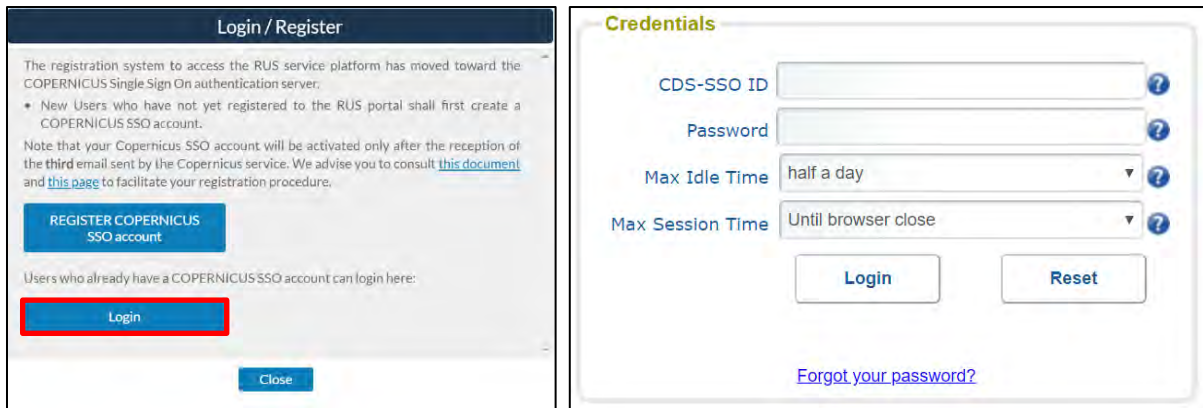 Login / Register
The registration system to access the RUS service platform has moved toward the
COPERNICUS Single Sign On authentication server.
• New Users who have not yet registered to the RUS portal shall first create a
COPERNICUS SSO account.
Note that your Copernicus SSO account will be activated only after the reception of
the third email sent by the Copernicus service. We advise you to consult this document
and this page to facilitate your registration procedure.
REGISTER COPERNICUS
SSO account
Users who already have a COPERNICUS SSO account can login here:
Login
Close
Credentials
CDS-SSO ID
Password
Max Idle Time half a day
Max Session Time Until browser close
Login Reset
Forgot your password?